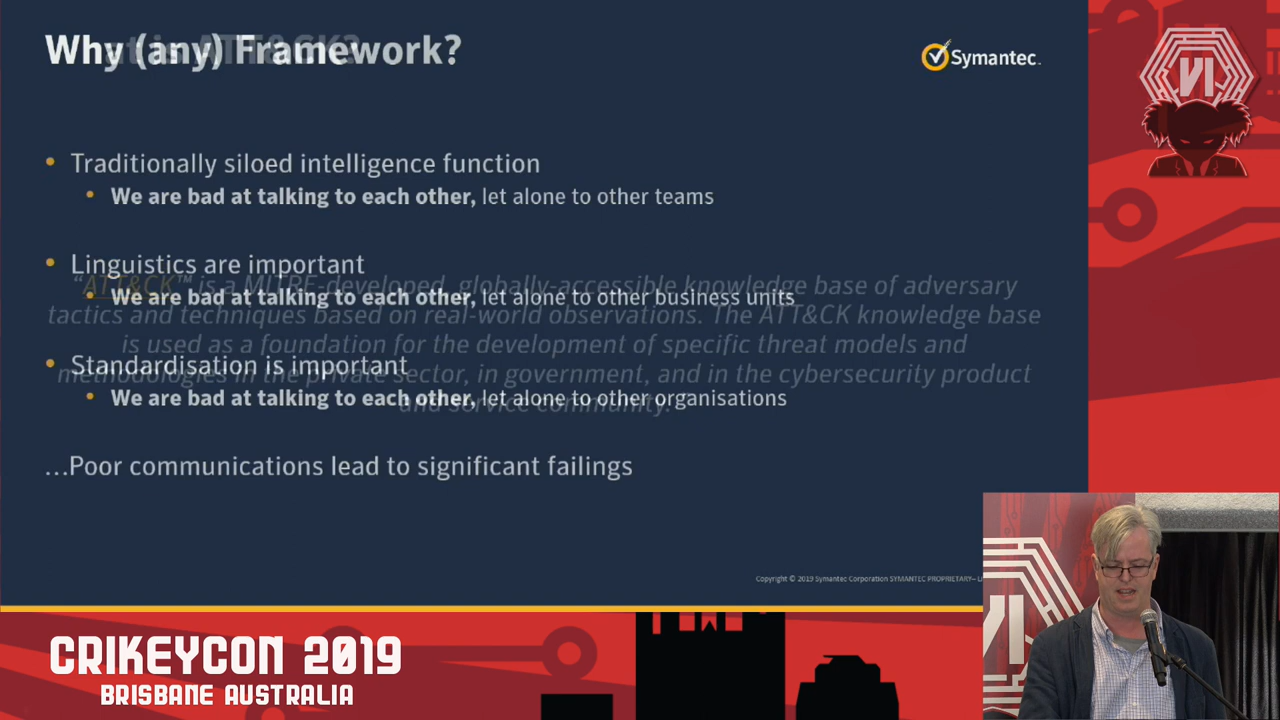 Why (any) Framework?
at is ATT&CK?
Symantec
VI
• Traditionally siloed intelligence function
• We are bad at talking to each other, let alone to other teams
• Linguistics are important
• We are bad at talking to each other, let alone to other business units
• Standardisation is important
• We are bad at talking to each other, let alone to other organisations
…Poor communications lead to significant failings
“ATT&CK™ is a MITRE-developed, globally-accessible knowledge base of adversary
tactics and techniques based on real-world observations. The ATT&CK knowledge base
is used as a foundation for the development of specific threat models and
methodologies in the private sector, in government, and in the cybersecurity product
and service community.
Copyright © 2019 Symantec Corporation SYMANTEC PROPRIETARY–
VI
CRIKEYCON 2019
BRISBANE AUSTRALIA